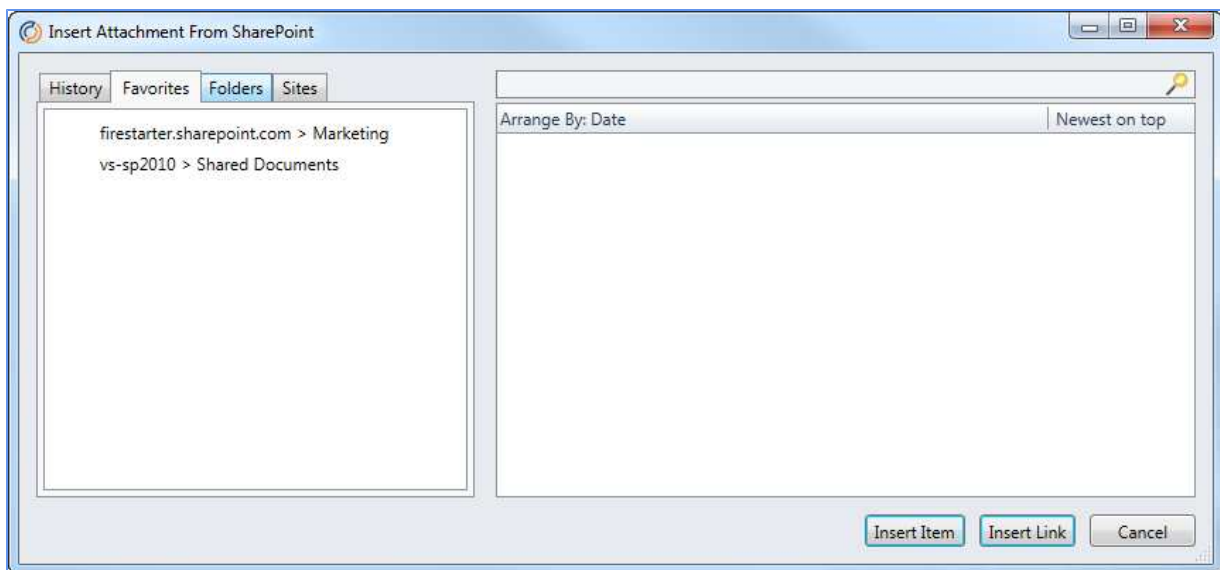 Insert Attachment From SharePoint
History Favorites Folders Sites
firestarter.sharepoint.com > Marketing
vs-sp2010 > Shared Documents
Arrange By: Date Newest on top
Insert Item Insert Link Cancel